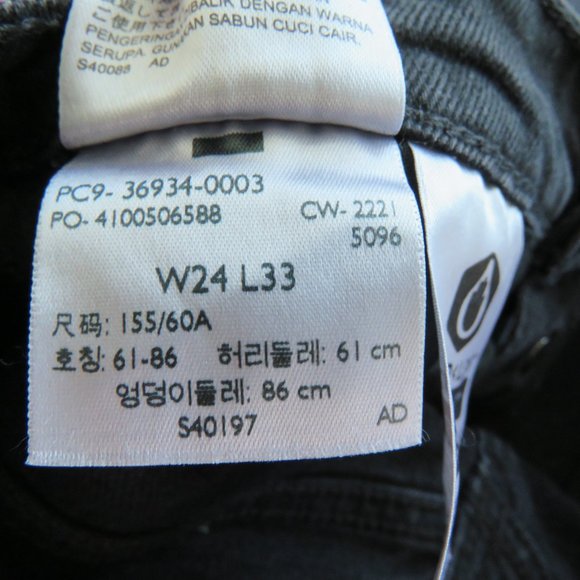 BALIK DENGAN WARNA
PENGERINGAN SABUN CUCI CAIR.
SERUPA. GUNA
S40088 AD
PC9- 36934-0003
PO- 4100506588 CW- 2221
5096
W24 L33
尺码: 155/60A
호칭: 61-86 허리둘레: 61 cm
엉덩이둘레: 86 cm
S40197 AD